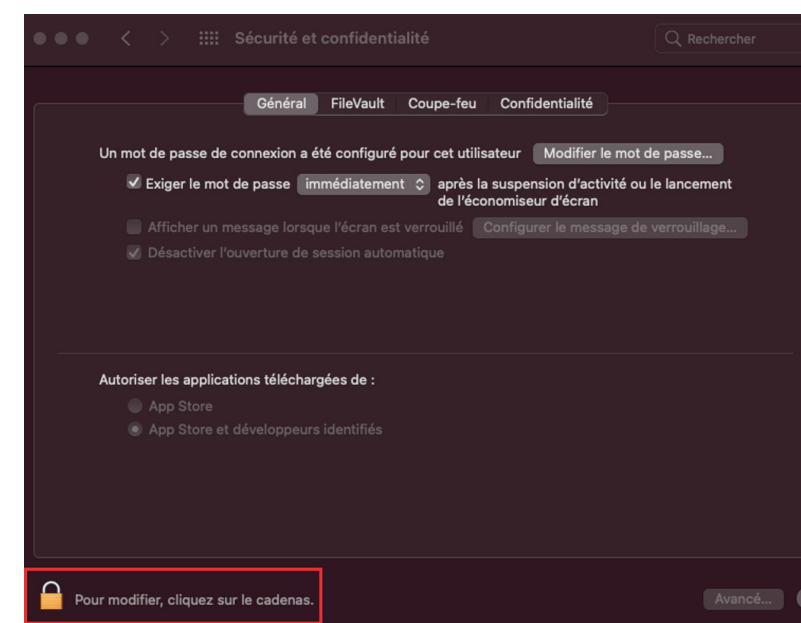 Sécurité et confidentialité
Rechercher
Général FileVault Coupe-feu Confidentialité
Un mot de passe de connexion a été configuré pour cet utilisateur Modifier le mot de passe...
Exiger le mot de passe immédiatement après la suspension d'activité ou le lancement
de l'économiseur d'écran
Afficher un message lorsque l'écran est verrouillé Configurer le message de verrouillage...
Désactiver l'ouverture de session automatique
Autoriser les applications téléchargées de :
App Store
App Store et développeurs identifiés
Pour modifier, cliquez sur le cadenas.
Avancé...